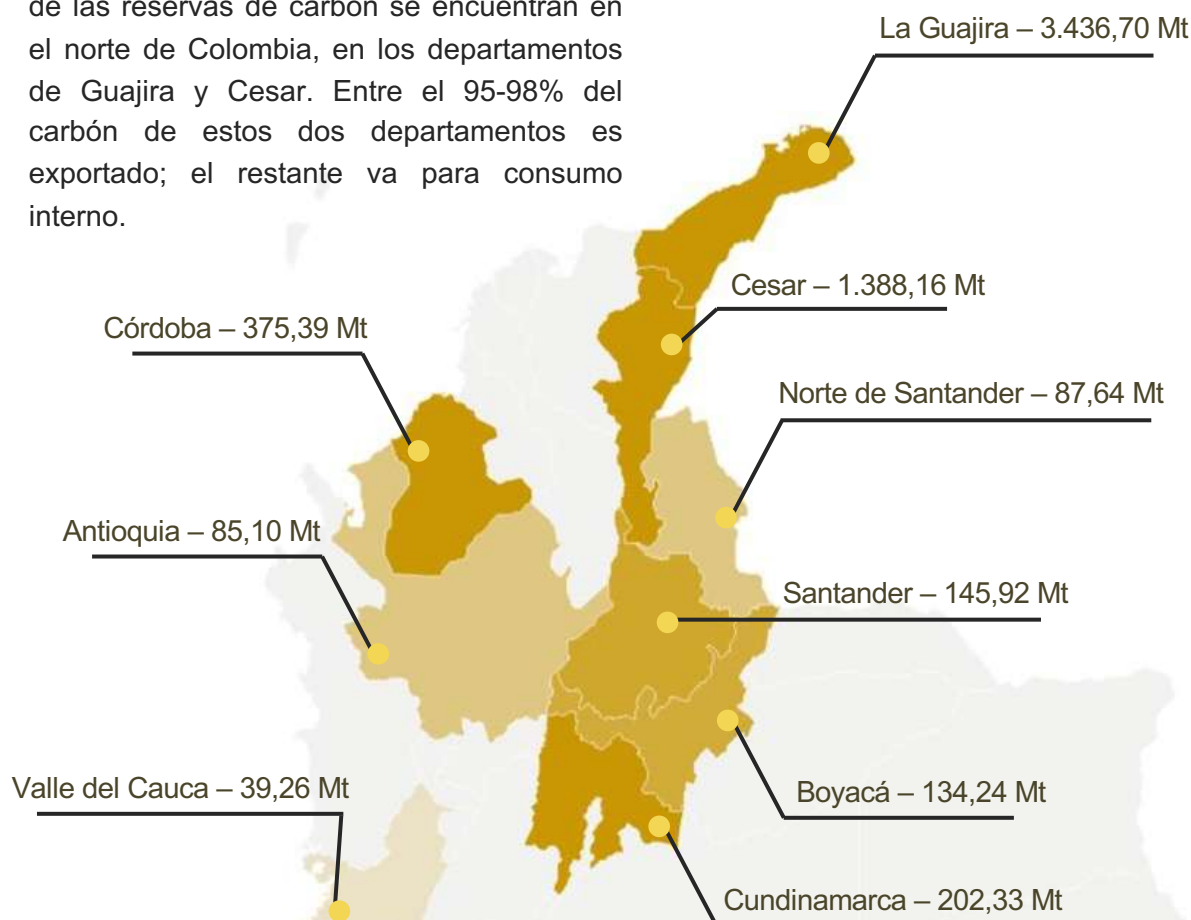 de las reservas de carbón se encuentran en
el norte de Colombia, en los departamentos
de Guajira y Cesar. Entre el 95-98% del
carbón de estos dos departamentos es
exportado; el restante va para consumo
interno.
La Guajira – 3.436,70 Mt
Cesar – 1.388,16 Mt
Córdoba – 375,39 Mt
Norte de Santander – 87,64 Mt
Antioquia – 85,10 Mt
Santander – 145,92 Mt
Valle del Cauca – 39,26 Mt
Boyacá – 134,24 Mt
Cundinamarca – 202,33 Mt